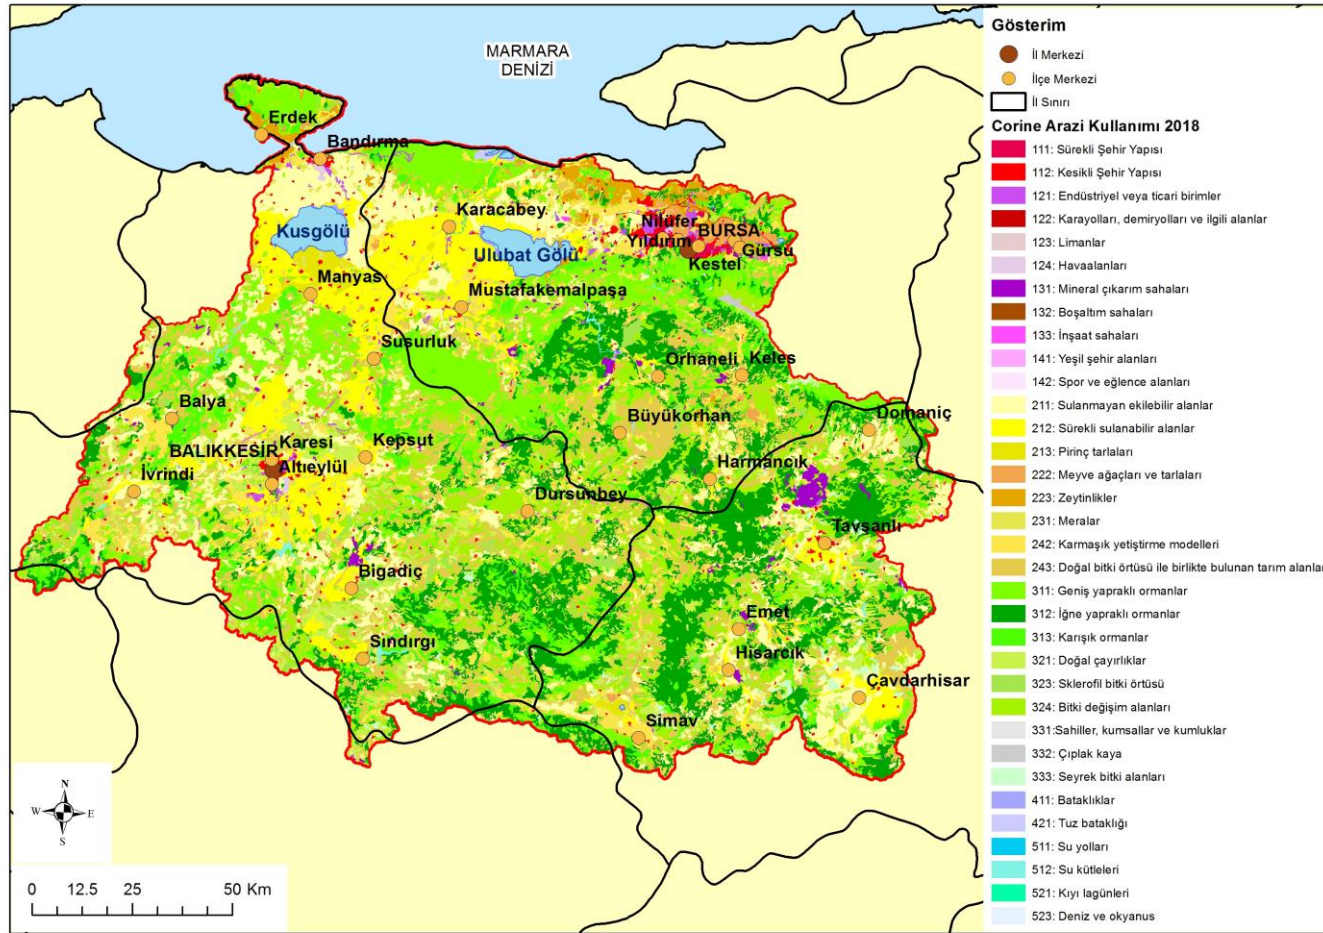 MARMARA
DENİZİ
Erdek
Bandırma
Karacabey
Kusgölü
Ulubat Gölü
Nilüfer
BURSA
Yıldırim
Gürsu
Kestel
Manyas
Mustafakemalpaşa
Susurluk
Orhaneli
Keles
Balya
Büyükorhan
Domaniç
Karesi
BALIKKESİR
Altıeylül
Kepsut
İvrindi
Harmancık
Dursunbey
Tavsanlı
Bigadiç
Emet
Sındırgı
Hisarcık
Çavdarhisar
Simav
N
W
E
S
0 12.5 25 50 Km
Gösterim
İl Merkezi
İlçe Merkezi
İl Sınırı
Corine Arazi Kullanımı 2018
111: Sürekli Şehir Yapısı
112: Kesikli Şehir Yapısı
121: Endüstriyel veya ticari birimler
122: Karayolları, demiryolları ve ilgili alanlar
123: Limanlar
124: Havaalanları
131: Mineral çıkarım sahaları
132: Boşaltım sahaları
133: İnşaat sahaları
141: Yeşil şehir alanları
142: Spor ve eğlence alanları
211: Sulanmayan ekilebilir alanlar
212: Sürekli sulanabilir alanlar
213: Pirinç tarlaları
222: Meyve ağaçları ve tarlaları
223: Zeytinlikler
231: Meralar
242: Karmaşık yetiştirme modelleri
243: Doğal bitki örtüsü ile birlikte bulunan tarım alanlar
311: Geniş yapraklı ormanlar
312: İğne yapraklı ormanlar
313: Karışık ormanlar
321: Doğal çayırlıklar
323: Sklerofil bitki örtüsü
324: Bitki değişim alanları
331:Sahiller, kumsallar ve kumluklar
332: Çıplak kaya
333: Seyrek bitki alanları
411: Bataklıklar
421: Tuz bataklığı
511: Su yolları
512: Su kütleleri
521: Kıyı lagünleri
523: Deniz ve okyanus